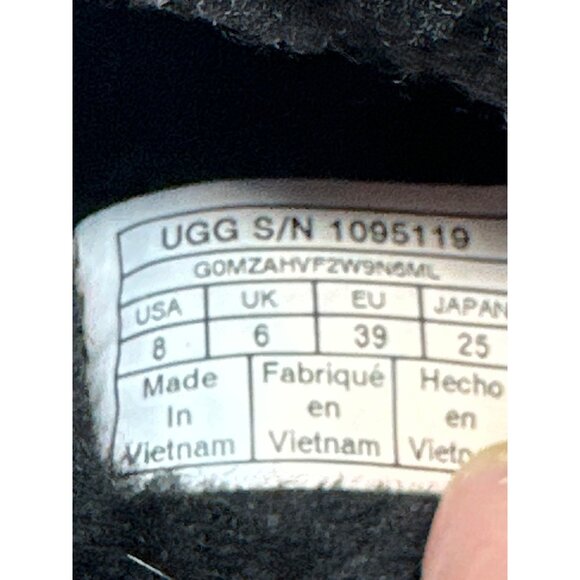 UGG S/N 1095119
G0MZAHVFZW9N6ML
USA UK EU JAPAN
8 6 39 25
Made Fabriqué Hecho
In en en
Vietnam Vietnam